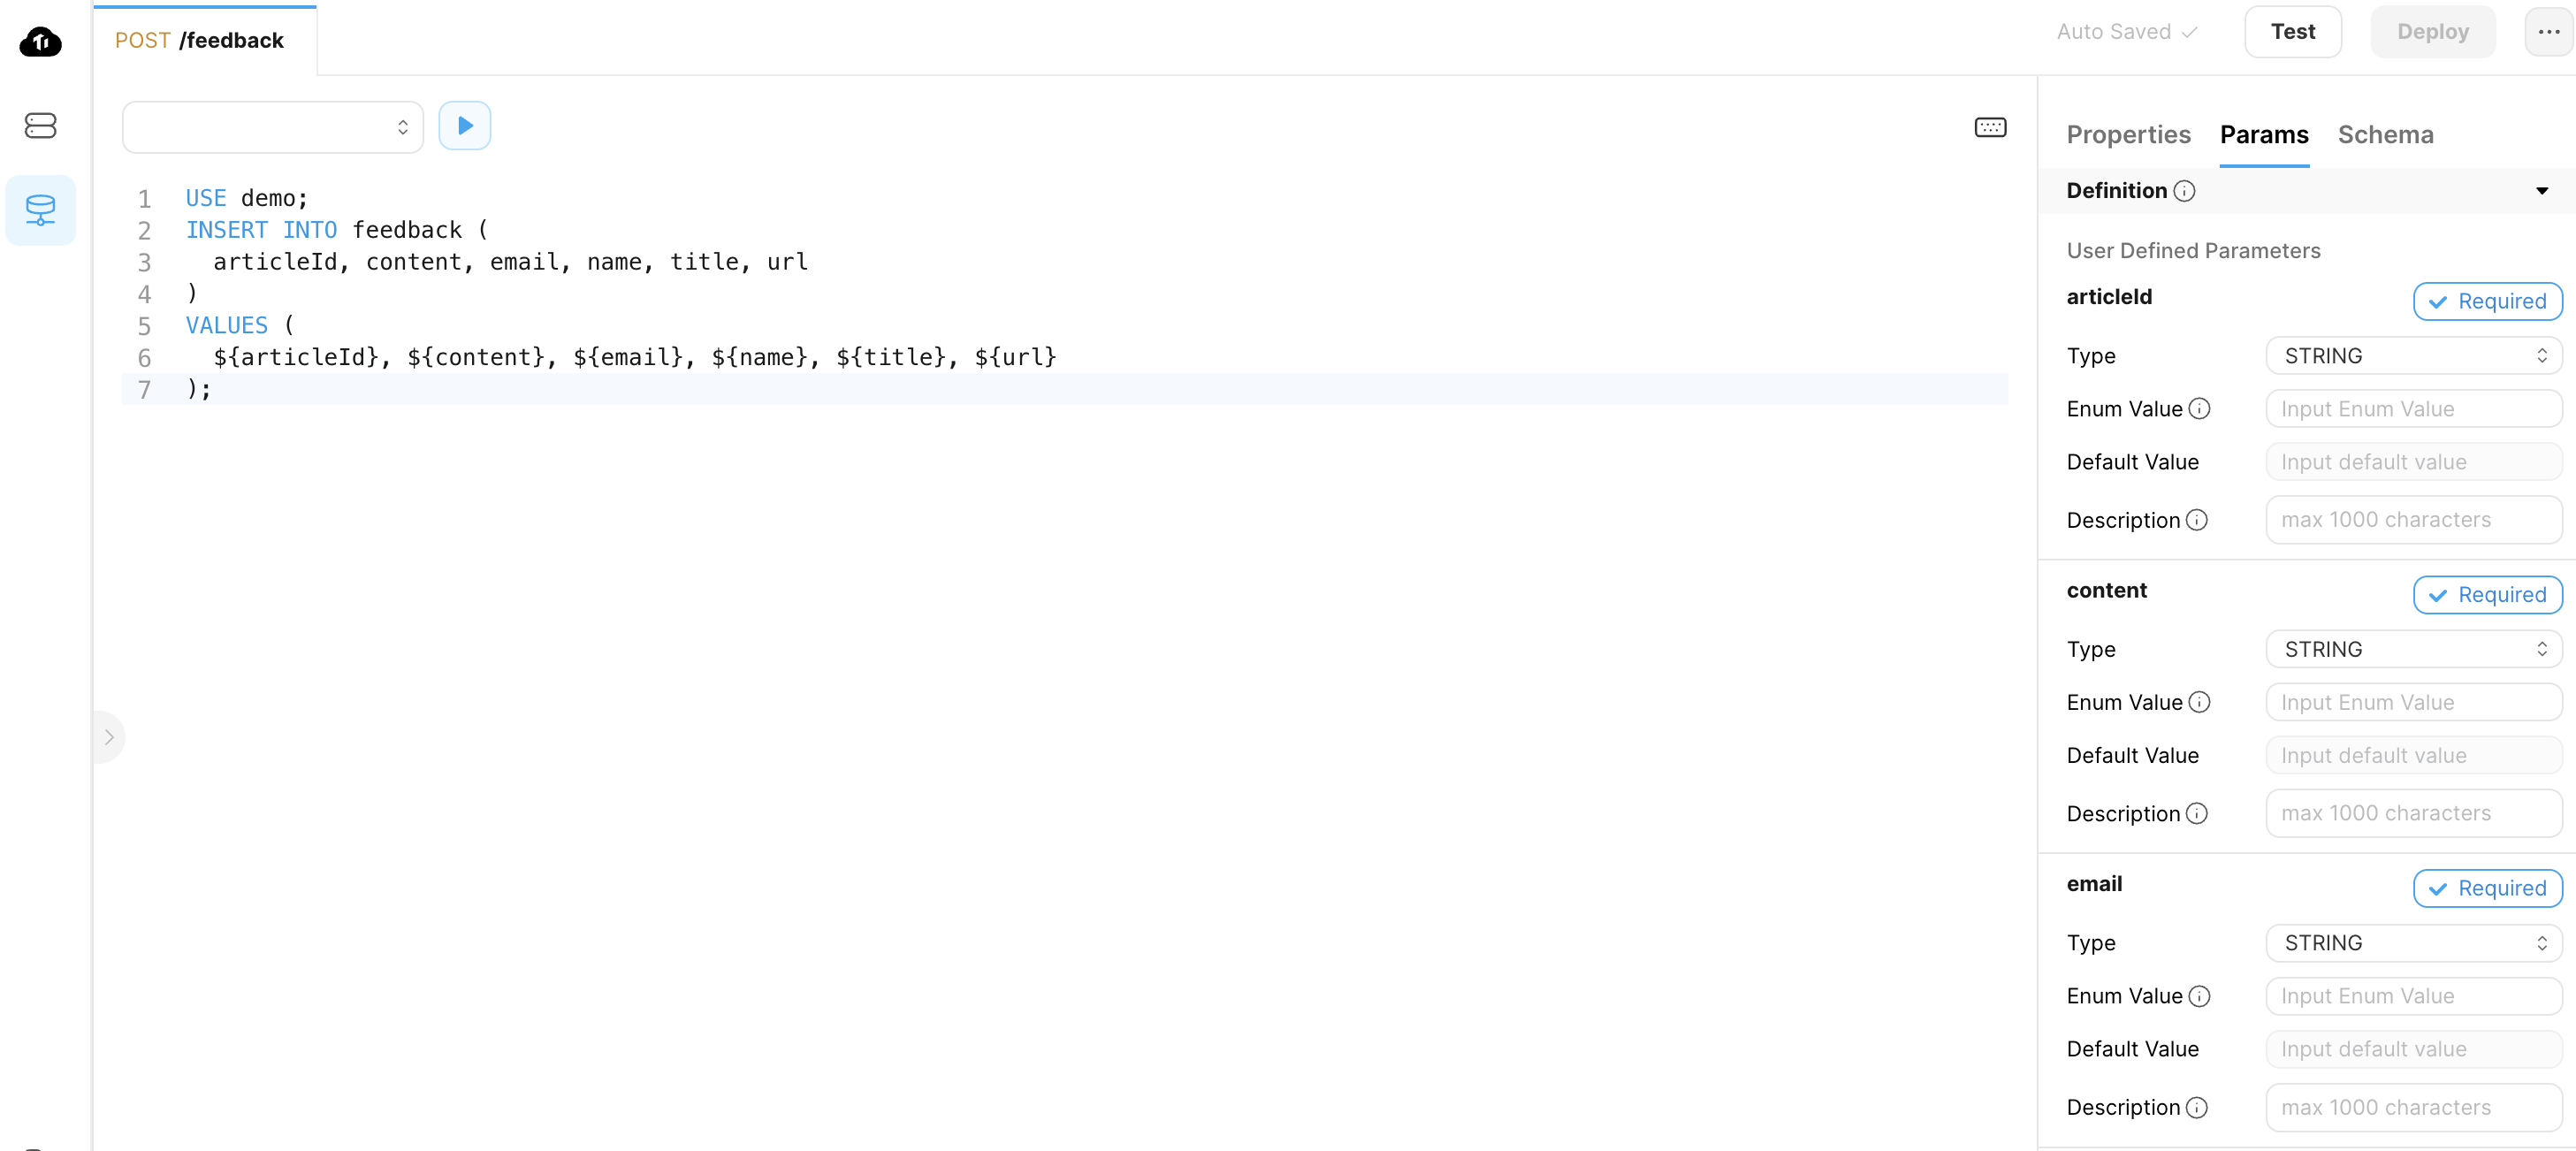 POST /feedback
Auto Saved
Test
Deploy
1 USE demo;
2 INSERT INTO feedback (
3 articleId, content, email, name, title, url
4 )
5 VALUES (
6 ${articleId}, ${content}, ${email}, ${name}, ${title}, ${url}
7 );
Properties Params Schema
Definition
User Defined Parameters
articleId Required
Type STRING
Enum Value Input Enum Value
Default Value Input default value
Description max 1000 characters
content Required
Type STRING
Enum Value Input Enum Value
Default Value Input default value
Description max 1000 characters
email Required
Type STRING
Enum Value Input Enum Value
Default Value Input default value
Description max 1000 characters